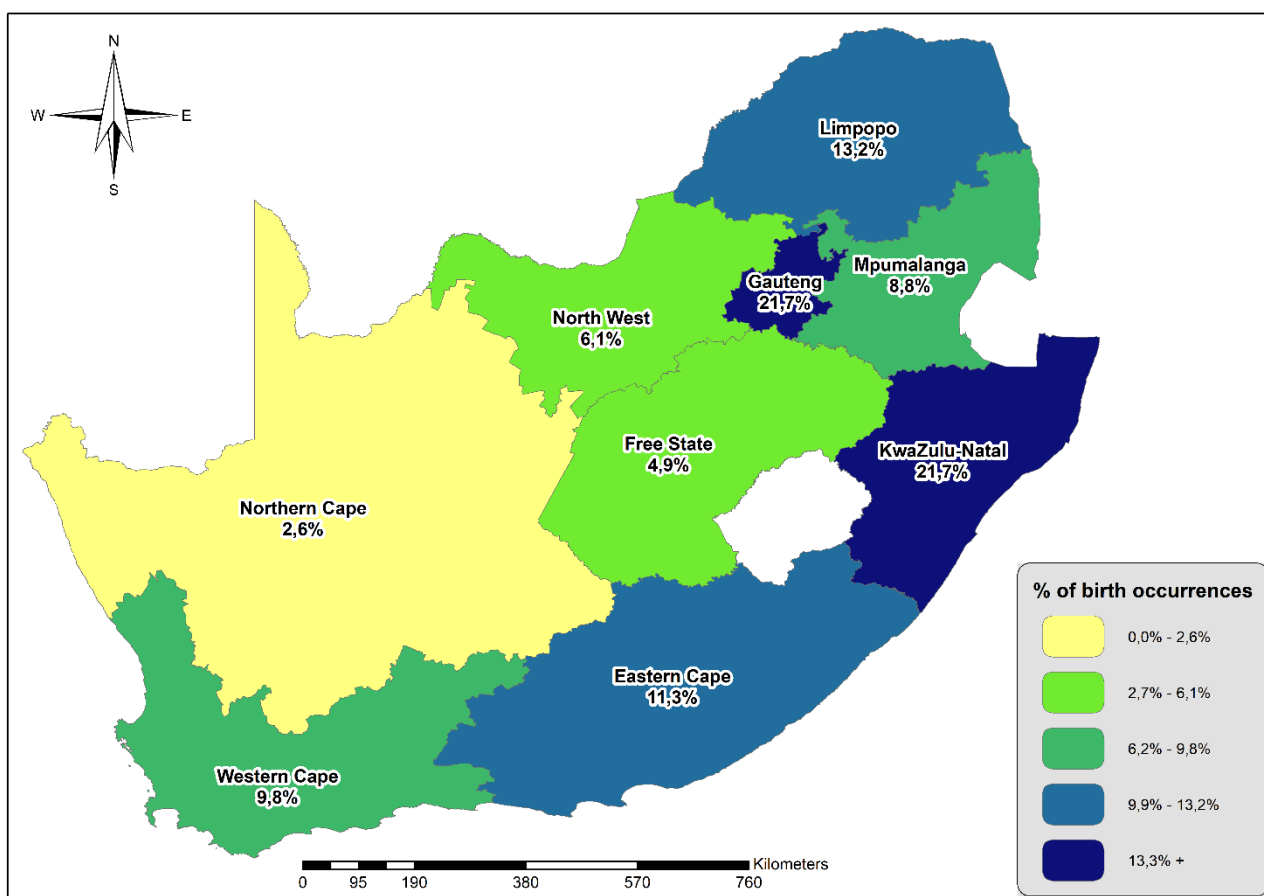 N
W
E
S
Limpopo
13,2%
Mpumalanga
8,8%
Gauteng
21,7%
North West
6,1%
Free State
4,9%
KwaZulu-Natal
21,7%
Northern Cape
2,6%
Eastern Cape
11,3%
Western Cape
9,8%
% of birth occurrences
0,0% - 2,6%
2,7% - 6,1%
6,2% - 9,8%
9,9% - 13,2%
13,3% +
Kilometers
0 95 190 380 570 760